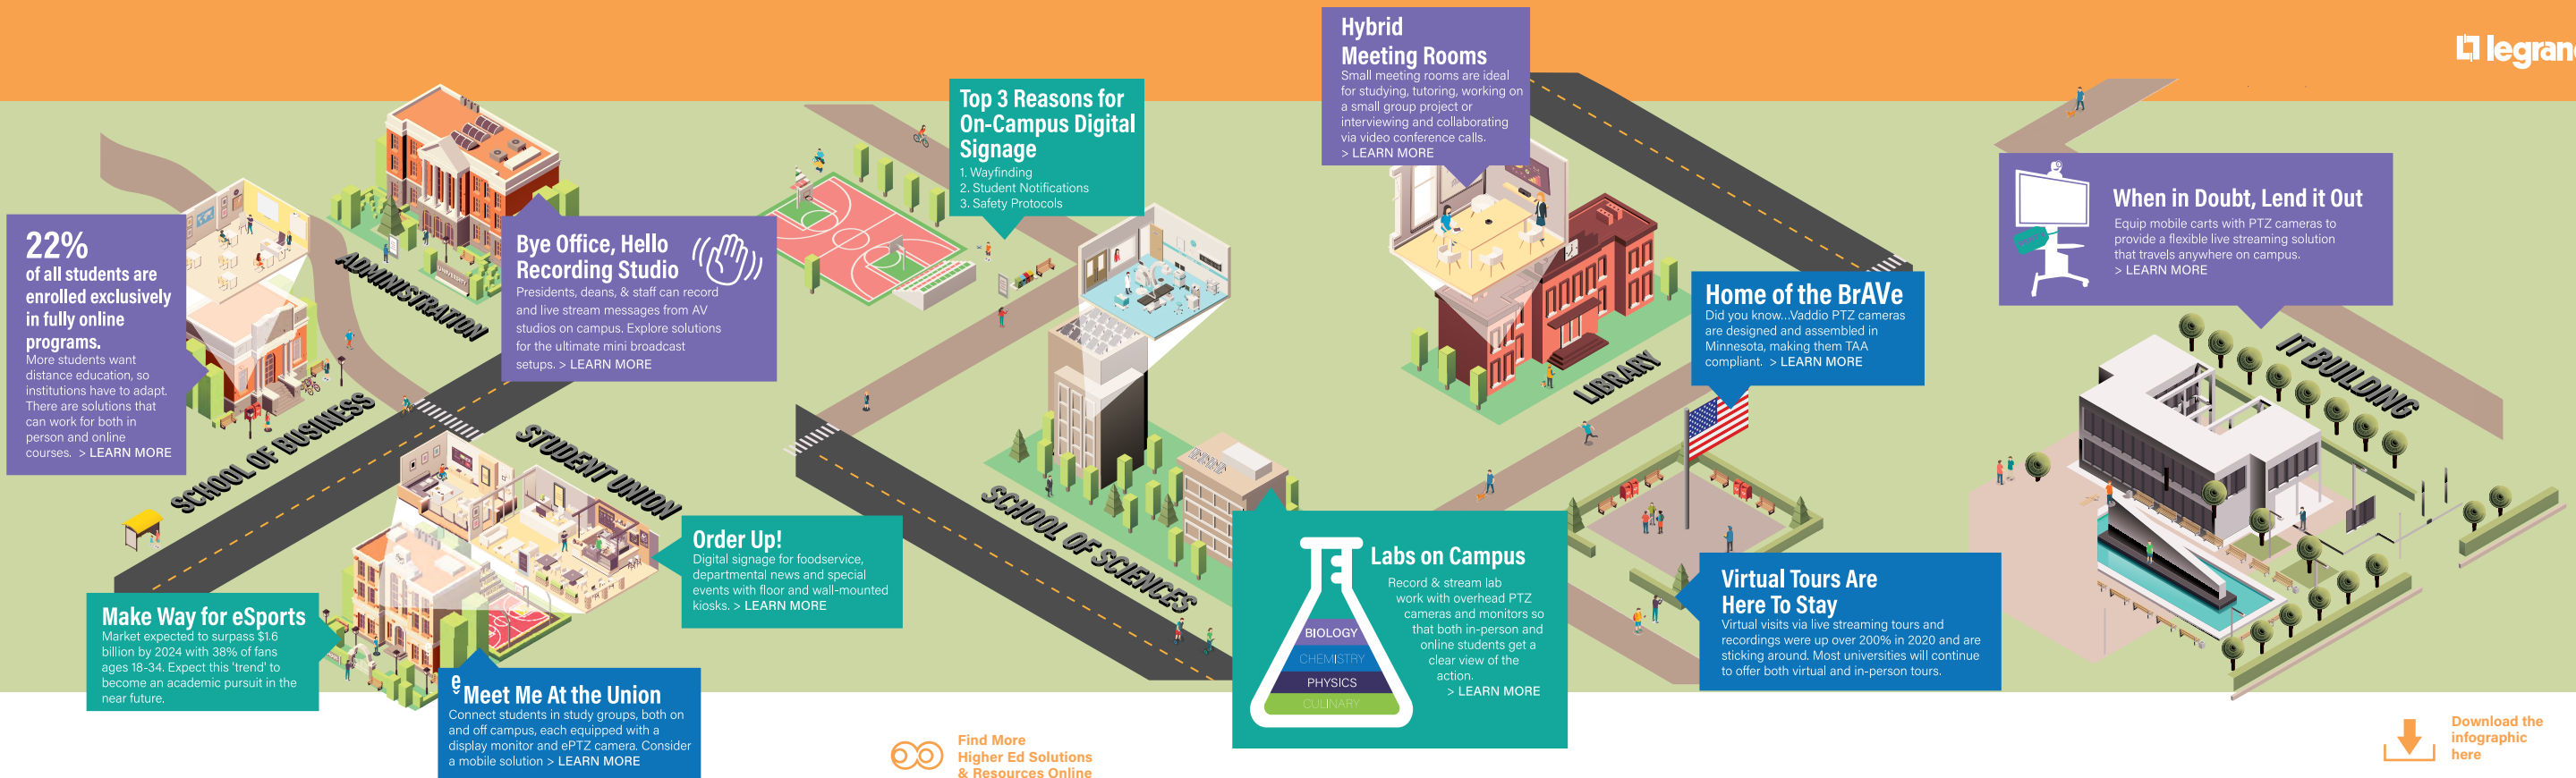 legran
Hybrid
Meeting Rooms
Small meeting rooms are ideal
for studying, tutoring, working on
a small group project or
interviewing and collaborating
via video conference calls.
> LEARN MORE
Top 3 Reasons for
On-Campus Digital
Signage
1. Wayfinding
2. Student Notifications
3. Safety Protocols
When in Doubt, Lend it Out
Equip mobile carts with PTZ cameras to
provide a flexible live streaming solution
that travels anywhere on campus.
> LEARN MORE
22%
of all students are
enrolled exclusively
in fully online
programs.
More students want
distance education, so
institutions have to adapt.
There are solutions that
can work for both in
person and online
courses. > LEARN MORE
ADMINISTRATION
Bye Office, Hello
Recording Studio
Presidents, deans, & staff can record
and live stream messages from AV
studios on campus. Explore solutions
for the ultimate mini broadcast
setups. > LEARN MORE
Home of the BrAVe
Did you know...Vaddio PTZ cameras
are designed and assembled in
Minnesota, making them TAA
compliant. > LEARN MORE
LIBRARY
IT BUILDING
SCHOOL OF BUSINESS
STUDENT UNION
SCHOOL OF SCIENCES
Order Up!
Digital signage for foodservice,
departmental news and special
events with floor and wall-mounted
kiosks. > LEARN MORE
Labs on Campus
Record & stream lab
work with overhead PTZ
cameras and monitors so
that both in-person and
online students get a
clear view of the
action.
> LEARN MORE
BIOLOGY
CHEMISTRY
PHYSICS
CULINARY
Virtual Tours Are
Here To Stay
Virtual visits via live streaming tours and
recordings were up over 200% in 2020 and are
sticking around. Most universities will continue
to offer both virtual and in-person tours.
Make Way for eSports
Market expected to surpass $1.6
billion by 2024 with 38% of fans
ages 18-34. Expect this 'trend' to
become an academic pursuit in the
near future.
e
Meet Me At the Union
Connect students in study groups, both on
and off campus, each equipped with a
display monitor and ePTZ camera. Consider
a mobile solution > LEARN MORE
Find More
Higher Ed Solutions
& Resources Online
Download the
infographic
here